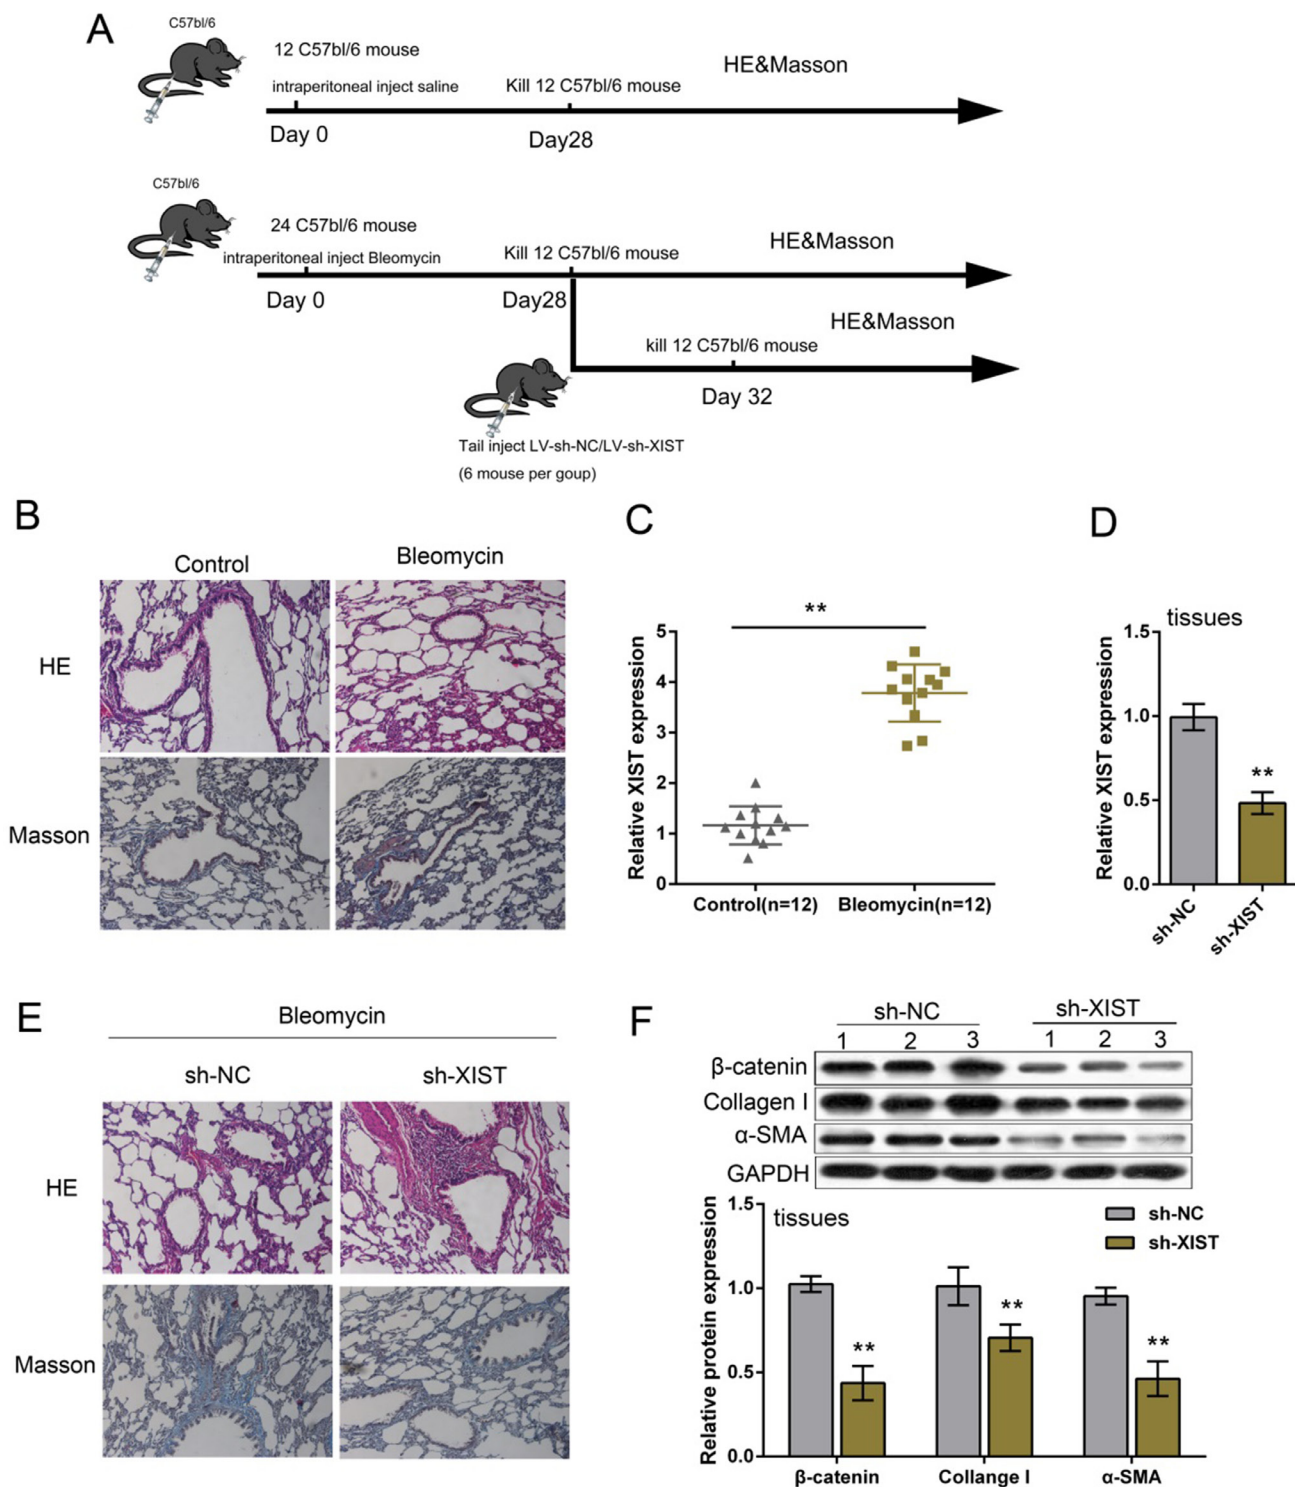 A
C57bl/6
12 C57bl/6 mouse
intraperitoneal inject saline
Kill 12 C57bl/6 mouse
HE&Masson
Day 0
Day28
C57bl/6
24 C57bl/6 mouse
intraperitoneal inject Bleomycin
Kill 12 C57bl/6 mouse
HE&Masson
Day 0
Day28
HE&Masson
kill 12 C57bl/6 mouse
Day 32
Tail inject LV-sh-NC/LV-sh-XIST
(6 mouse per goup)
B
Control
Bleomycin
HE
Masson
C
**
Relative XIST expression
5
4
3
2
1
0
Control(n=12)
Bleomycin(n=12)
D
tissues
Relative XIST expression
1.5
1.0
0.5
0.0
**
sh-NC
sh-XIST
E
Bleomycin
sh-NC
sh-XIST
HE
Masson
F
sh-NC
sh-XIST
1 2 3 1 2 3
β-catenin
Collagen I
α-SMA
GAPDH
tissues
sh-NC
sh-XIST
Relative protein expression
1.5
1.0
0.5
0.0
**
**
**
β-catenin
Collange I
α-SMA